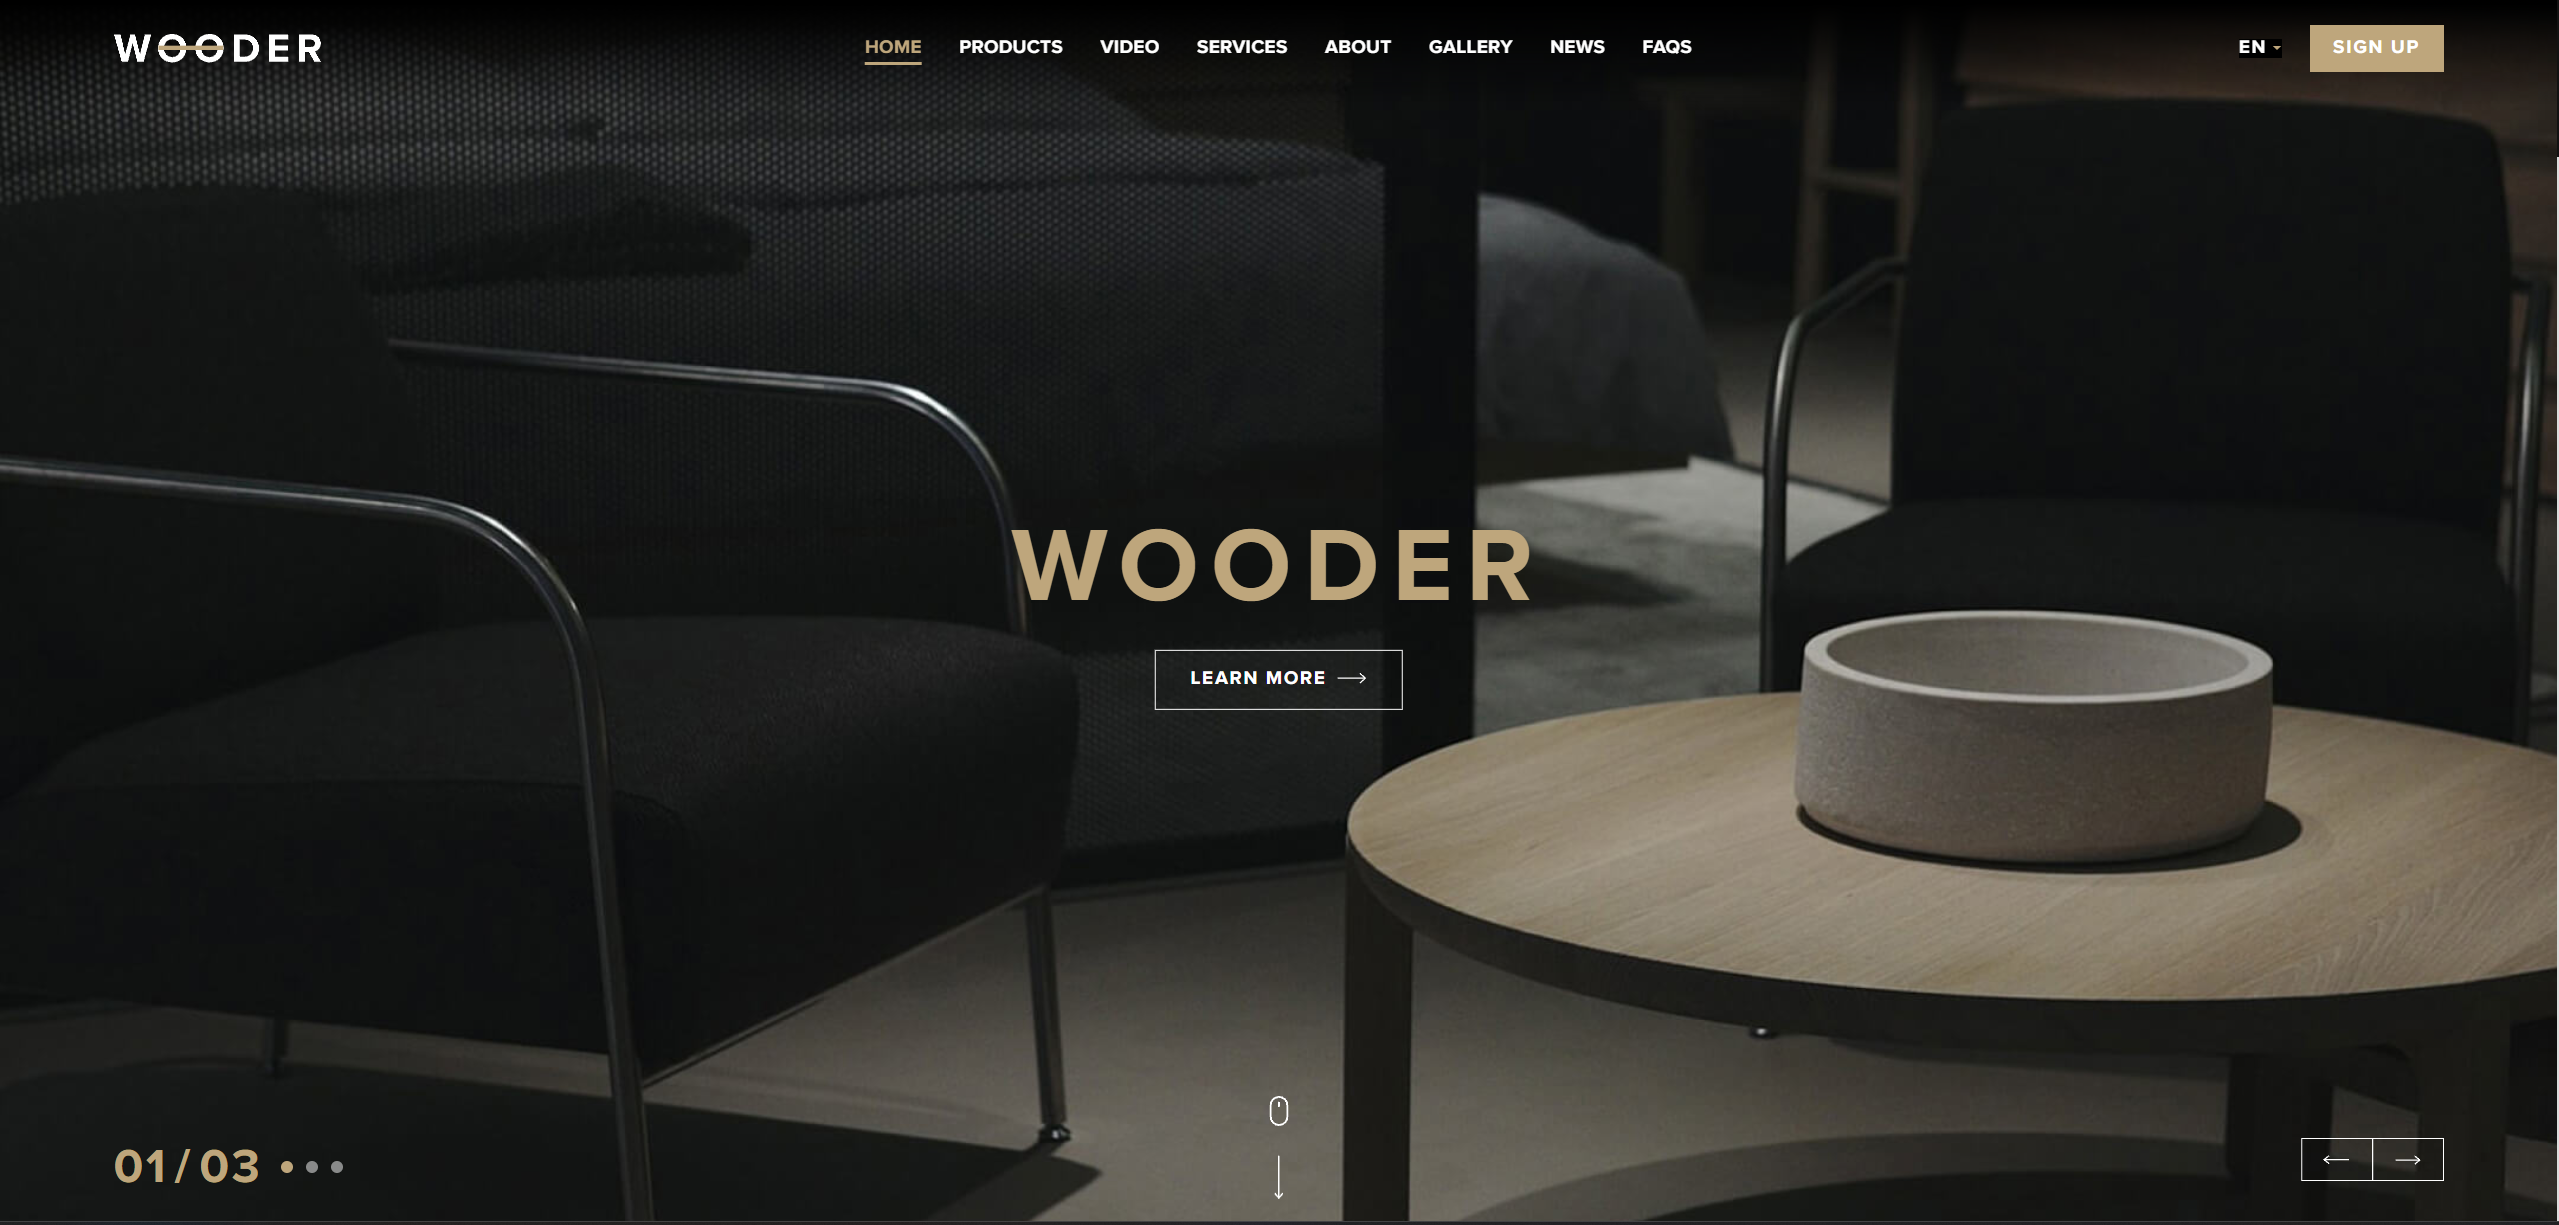 WOODER
HOME PRODUCTS VIDEO SERVICES ABOUT GALLERY NEWS FAQS
EN
SIGN UP
WOODER
LEARN MORE
01/03